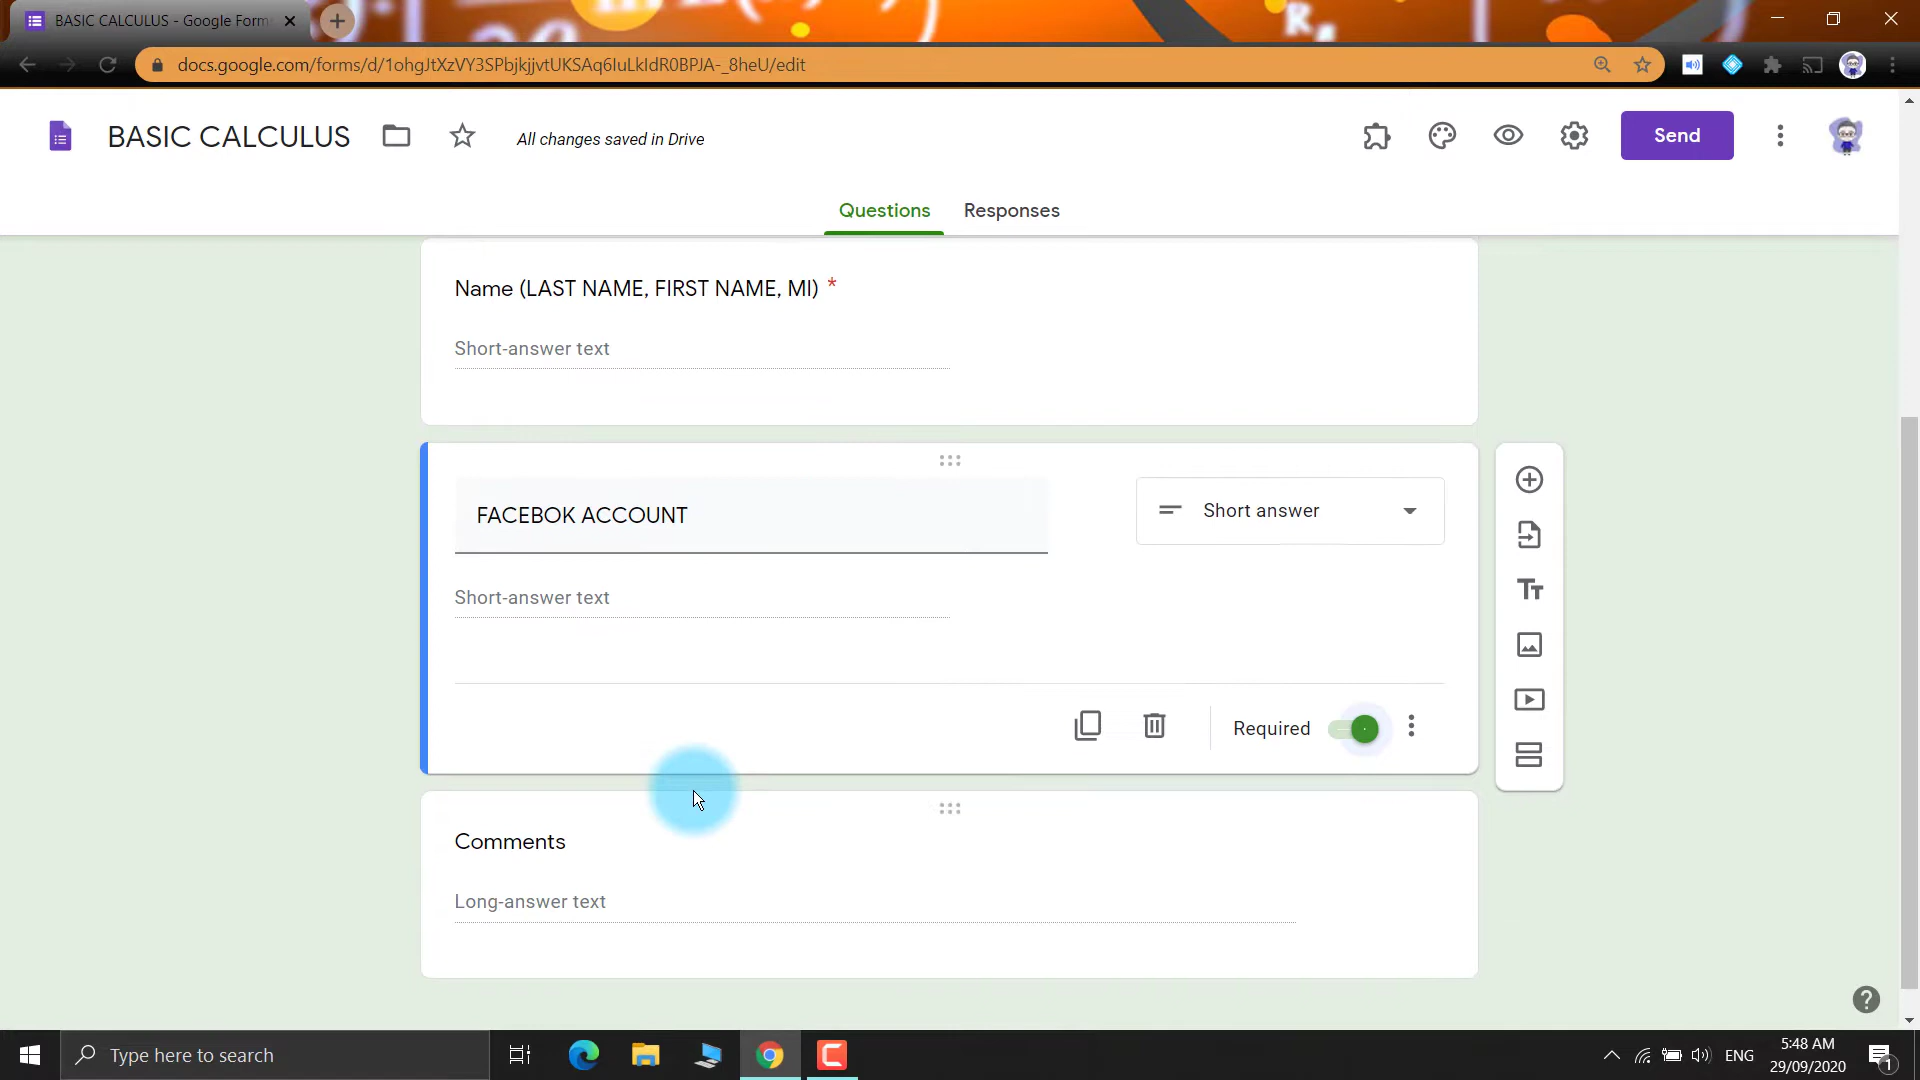 BASIC CALCULUS - Google Form
docs.google.com/forms/d/1ohgJtXzVY3SPbjkjjvtUKSAq6IuLkIdR0BPJA-_8heU/edit
BASIC CALCULUS
All changes saved in Drive
Send
Questions
Responses
Name (LAST NAME, FIRST NAME, MI) *
Short-answer text
FACEBOK ACCOUNT
Short answer
Short-answer text
Required
Comments
Long-answer text
Type here to search
ENG
5:48 AM
29/09/2020
1